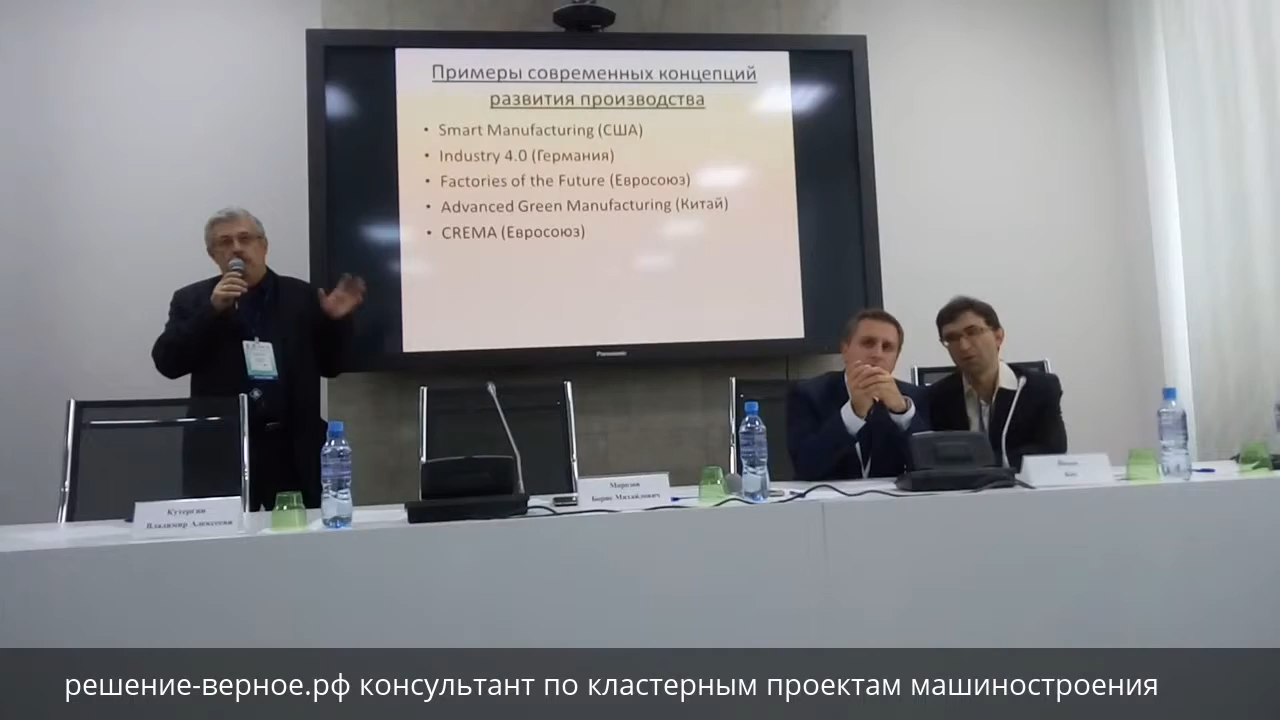 Примеры современных концепций
развития производства
• Smart Manufacturing (США)
• Industry 4.0 (Германия)
• Factories of the Future (Евросоюз)
• Advanced Green Manufacturing (Китай)
• CREMA (Евросоюз)
Panasonic
Кутергин
Владимир Алексеевич
Морозов
Борис Михайлович
решение-верное.рф консультант по кластерным проектам машиностроения